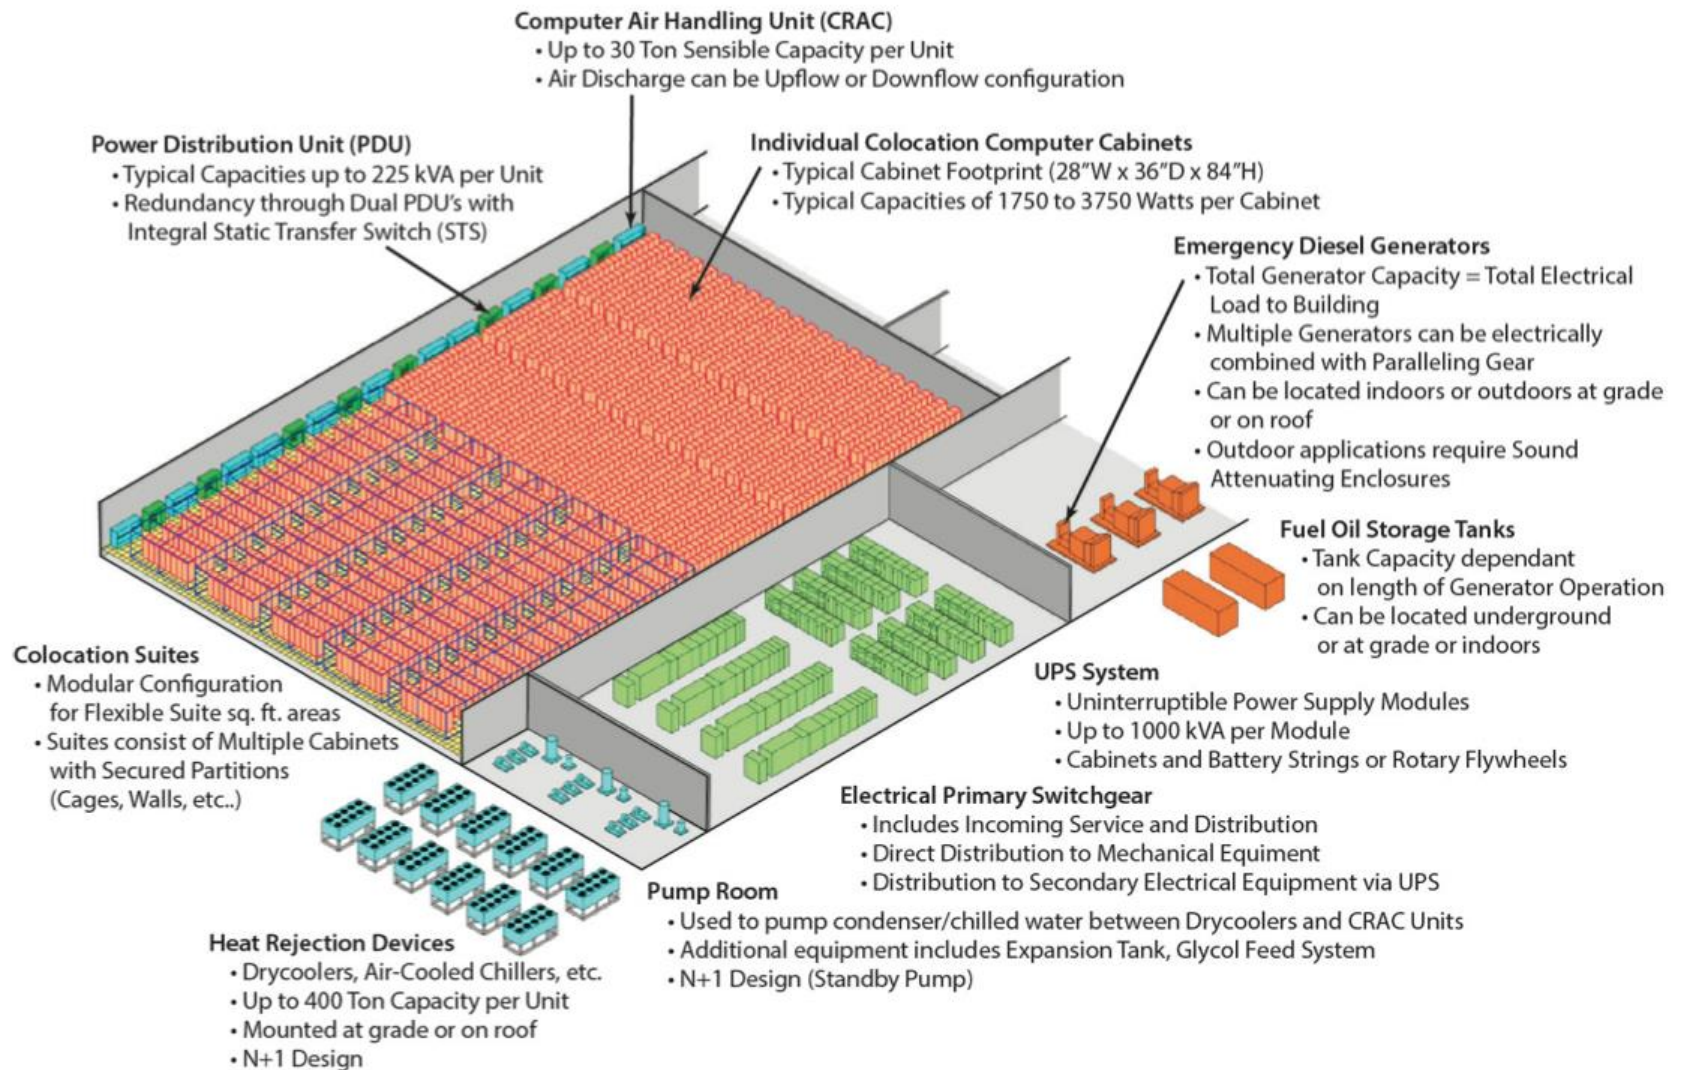 Computer Air Handling Unit (CRAC)
• Up to 30 Ton Sensible Capacity per Unit
• Air Discharge can be Upflow or Downflow configuration
Power Distribution Unit (PDU)
• Typical Capacities up to 225 kVA per Unit
• Redundancy through Dual PDU's with
Integral Static Transfer Switch (STS)
Individual Colocation Computer Cabinets
• Typical Cabinet Footprint (28"W x 36"D x 84"H)
• Typical Capacities of 1750 to 3750 Watts per Cabinet
Emergency Diesel Generators
• Total Generator Capacity = Total Electrical
Load to Building
• Multiple Generators can be electrically
combined with Paralleling Gear
• Can be located indoors or outdoors at grade
or on roof
• Outdoor applications require Sound
Attenuating Enclosures
Fuel Oil Storage Tanks
• Tank Capacity dependant
on length of Generator Operation
• Can be located underground
or at grade or indoors
UPS System
• Uninterruptible Power Supply Modules
• Up to 1000 kVA per Module
• Cabinets and Battery Strings or Rotary Flywheels
Colocation Suites
• Modular Configuration
for Flexible Suite sq. ft. areas
• Suites consist of Multiple Cabinets
with Secured Partitions
(Cages, Walls, etc..)
Electrical Primary Switchgear
• Includes Incoming Service and Distribution
• Direct Distribution to Mechanical Equiment
• Distribution to Secondary Electrical Equipment via UPS
Pump Room
• Used to pump condenser/chilled water between Drycoolers and CRAC Units
• Additional equipment includes Expansion Tank, Glycol Feed System
• N+1 Design (Standby Pump)
Heat Rejection Devices
• Drycoolers, Air-Cooled Chillers, etc.
• Up to 400 Ton Capacity per Unit
• Mounted at grade or on roof
• N+1 Design